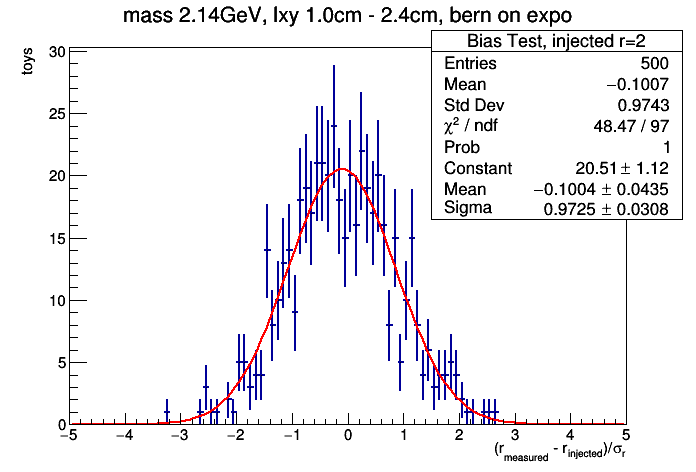 mass 2.14GeV, lxy 1.0cm - 2.4cm, bern on expo
toys
Bias Test, injected r=2
Entries 500
Mean −0.1007
Std Dev 0.9743
χ² / ndf 48.47 / 97
Prob 1
Constant 20.51 ± 1.12
Mean −0.1004 ± 0.0435
Sigma 0.9725 ± 0.0308
30
25
20
15
10
5
0
−5 −4 −3 −2 −1 0 1 2 3 4 5
(r_measured - r_injected)/σ_r